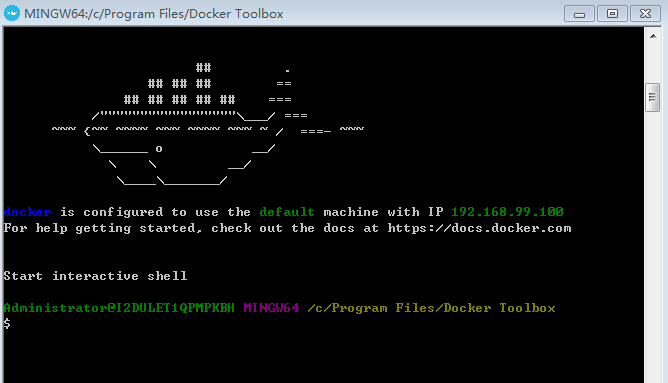 MINGW64:/c/Program Files/Docker Toolbox
                        ##         .
                  ## ## ##        ==
               ## ## ## ## ##    ===
           /"""""""""""""""""\___/ ===
      ~~~ {~~ ~~~~ ~~~ ~~~~ ~~~ ~ /  ===- ~~~
           \______ o           __/
             \    \         __/
              \____\_______/
docker is configured to use the default machine with IP 192.168.99.100
For help getting started, check out the docs at https://docs.docker.com
Start interactive shell
Administrator@I2DULET1QPMPKBH MINGW64 /c/Program Files/Docker Toolbox
$